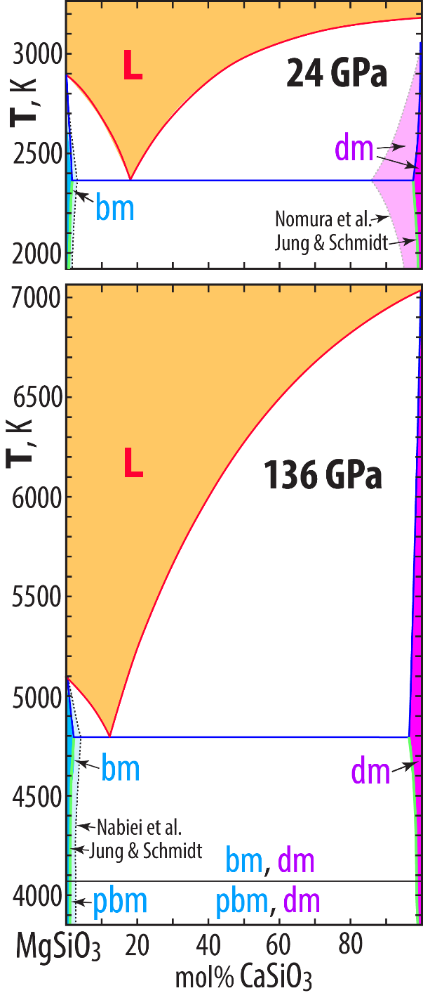 3000
L
24 GPa
T, K
2500
dm
bm
Nomura et al.
Jung & Schmidt
2000
7000
6500
T, K
L
136 GPa
6000
5500
5000
bm
dm
4500
Nabiei et al.
Jung & Schmidt
bm, dm
4000
pbm
pbm, dm
MgSiO₃ 20 40 60 80
mol% CaSiO₃